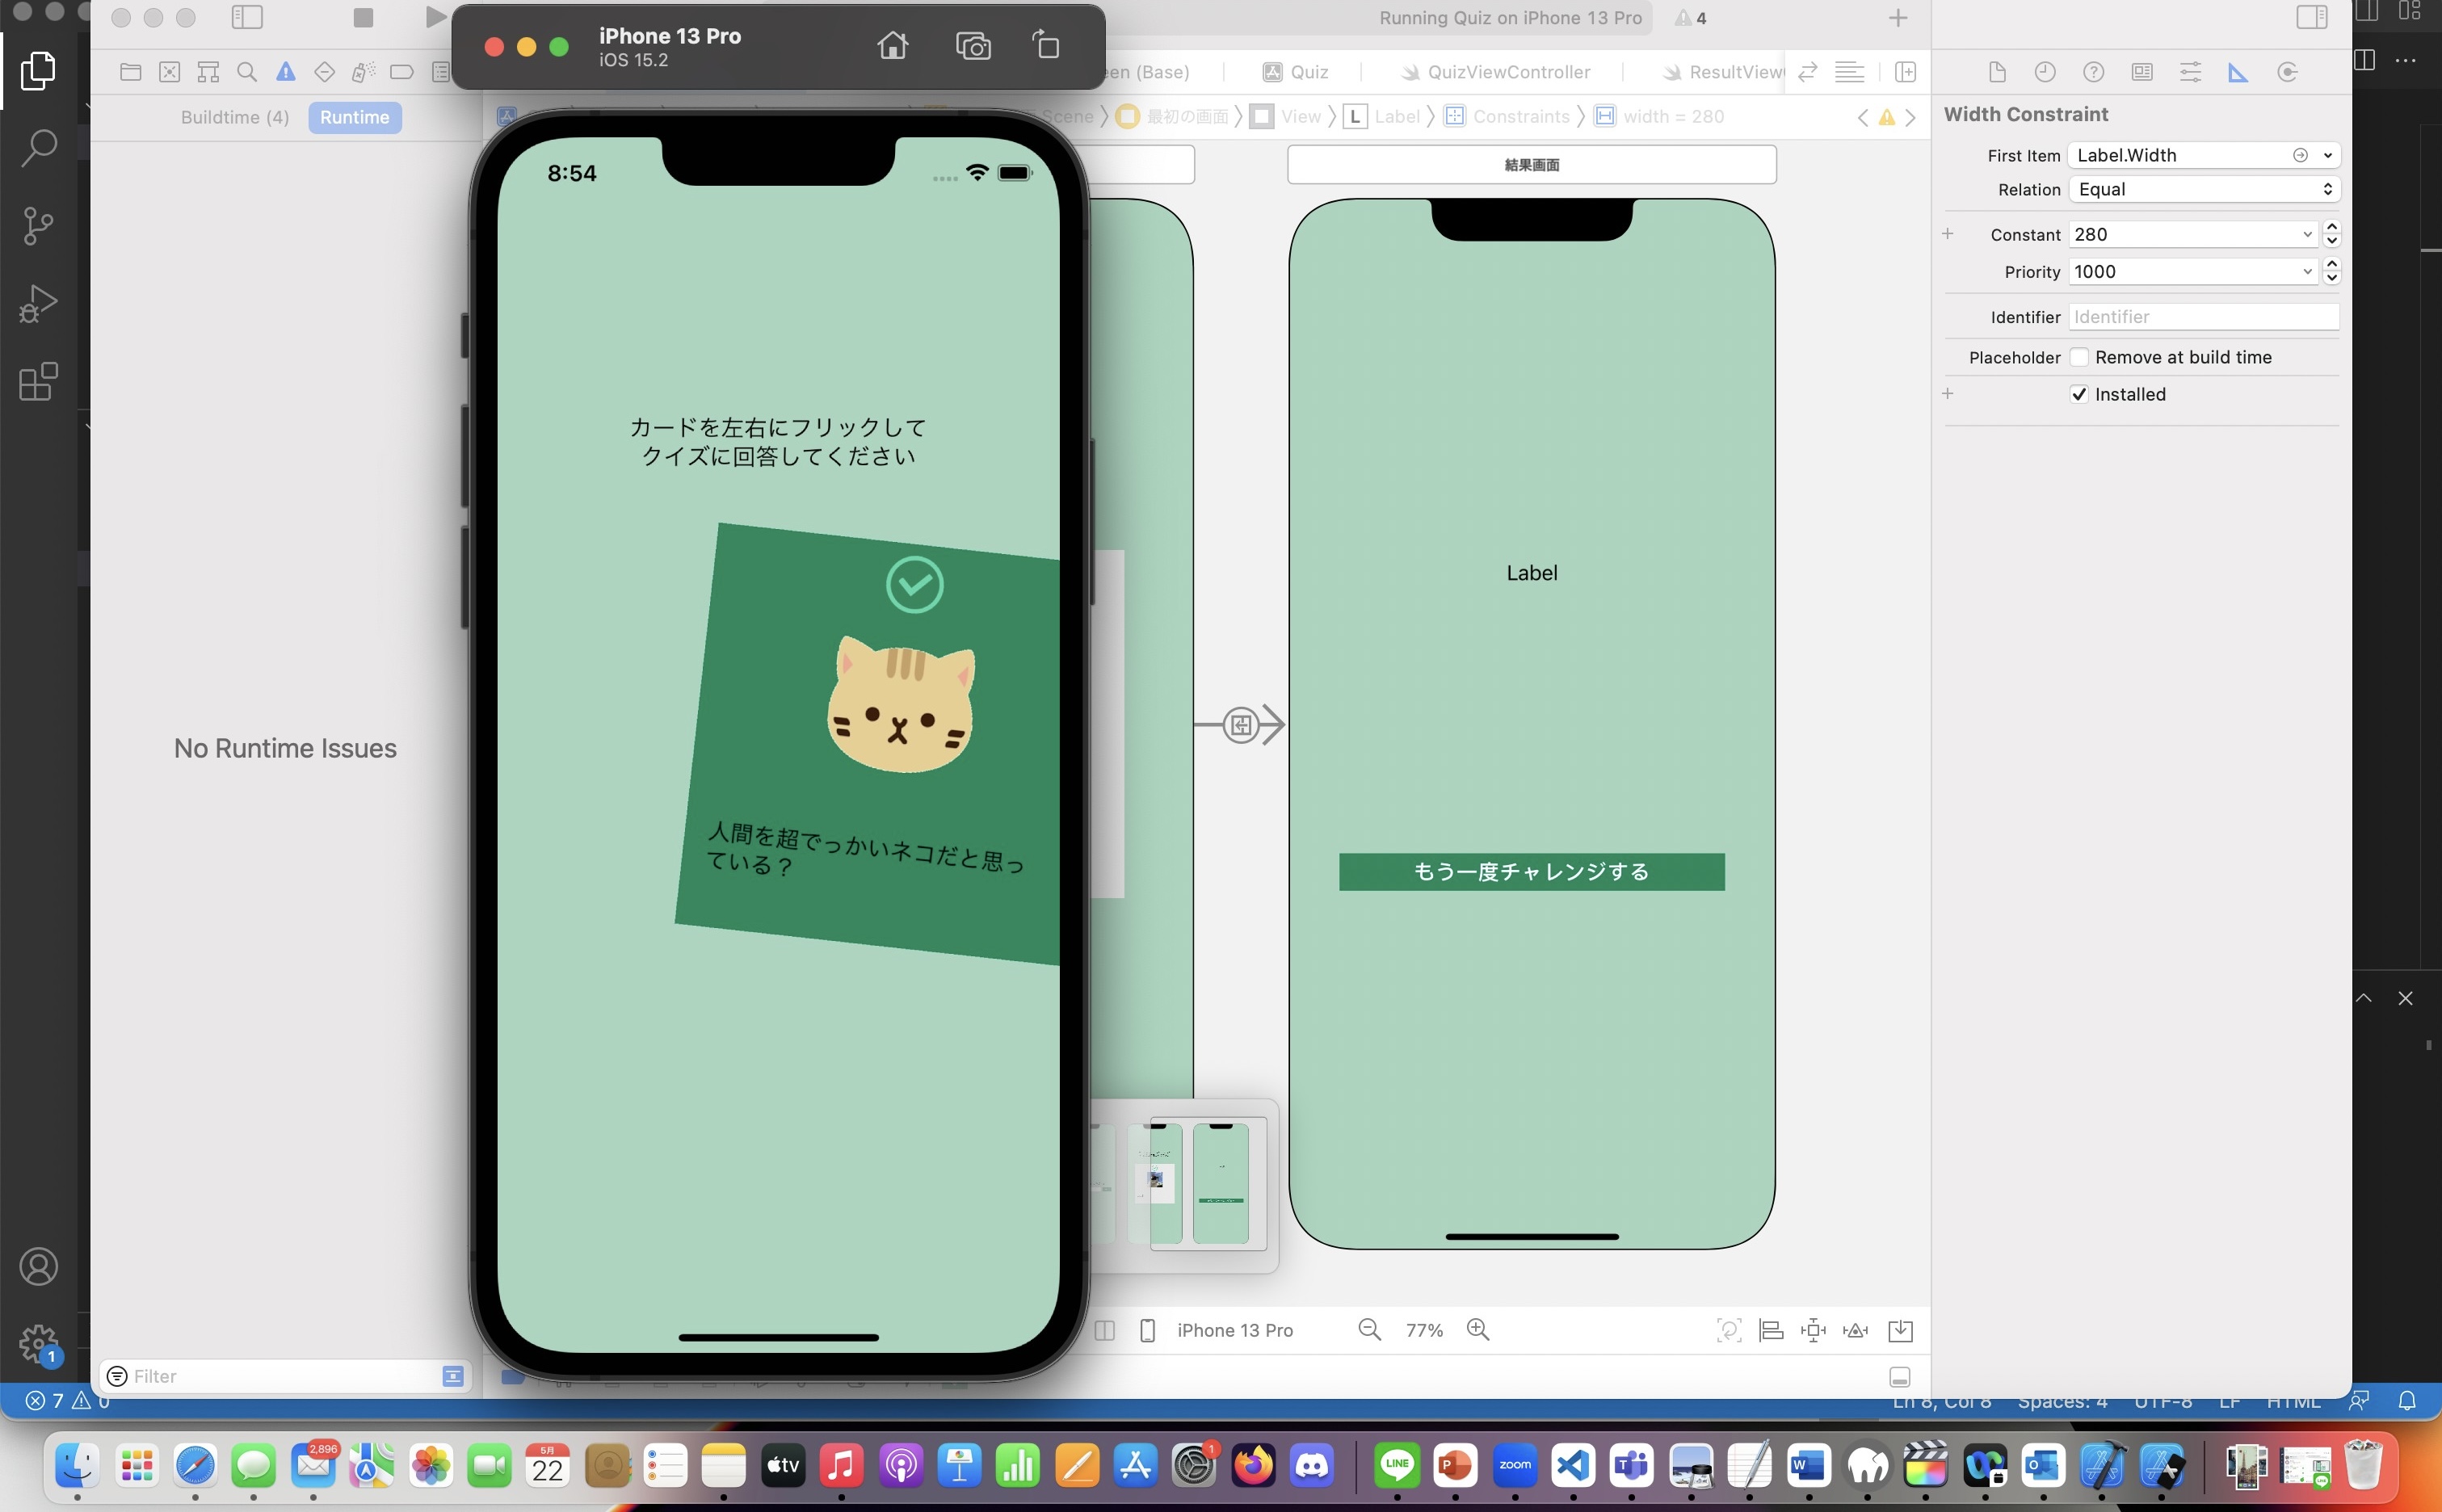 Running Quiz on iPhone 13 Pro
4
iPhone 13 Pro
iOS 15.2
een (Base)
Quiz
QuizViewController
ResultView
Buildtime (4)
Runtime
Scene
最初の画面
View
L
Label
Constraints
width = 280
結果画面
8:54
カードを左右にフリックして
クイズに回答してください
人間を超でっかいネコだと思っ
ている？
No Runtime Issues
Label
もう一度チャレンジする
Width Constraint
First Item
Label.Width
Relation
Equal
Constant
280
Priority
1000
Identifier
Identifier
Placeholder
Remove at build time
Installed
iPhone 13 Pro
77%
Filter
1
7
0
Ln 8, Col 8
Spaces: 4
UTF-8
LF
HTML
2,896
5月
22
tv
1
LINE
P
zoom
T
W
O